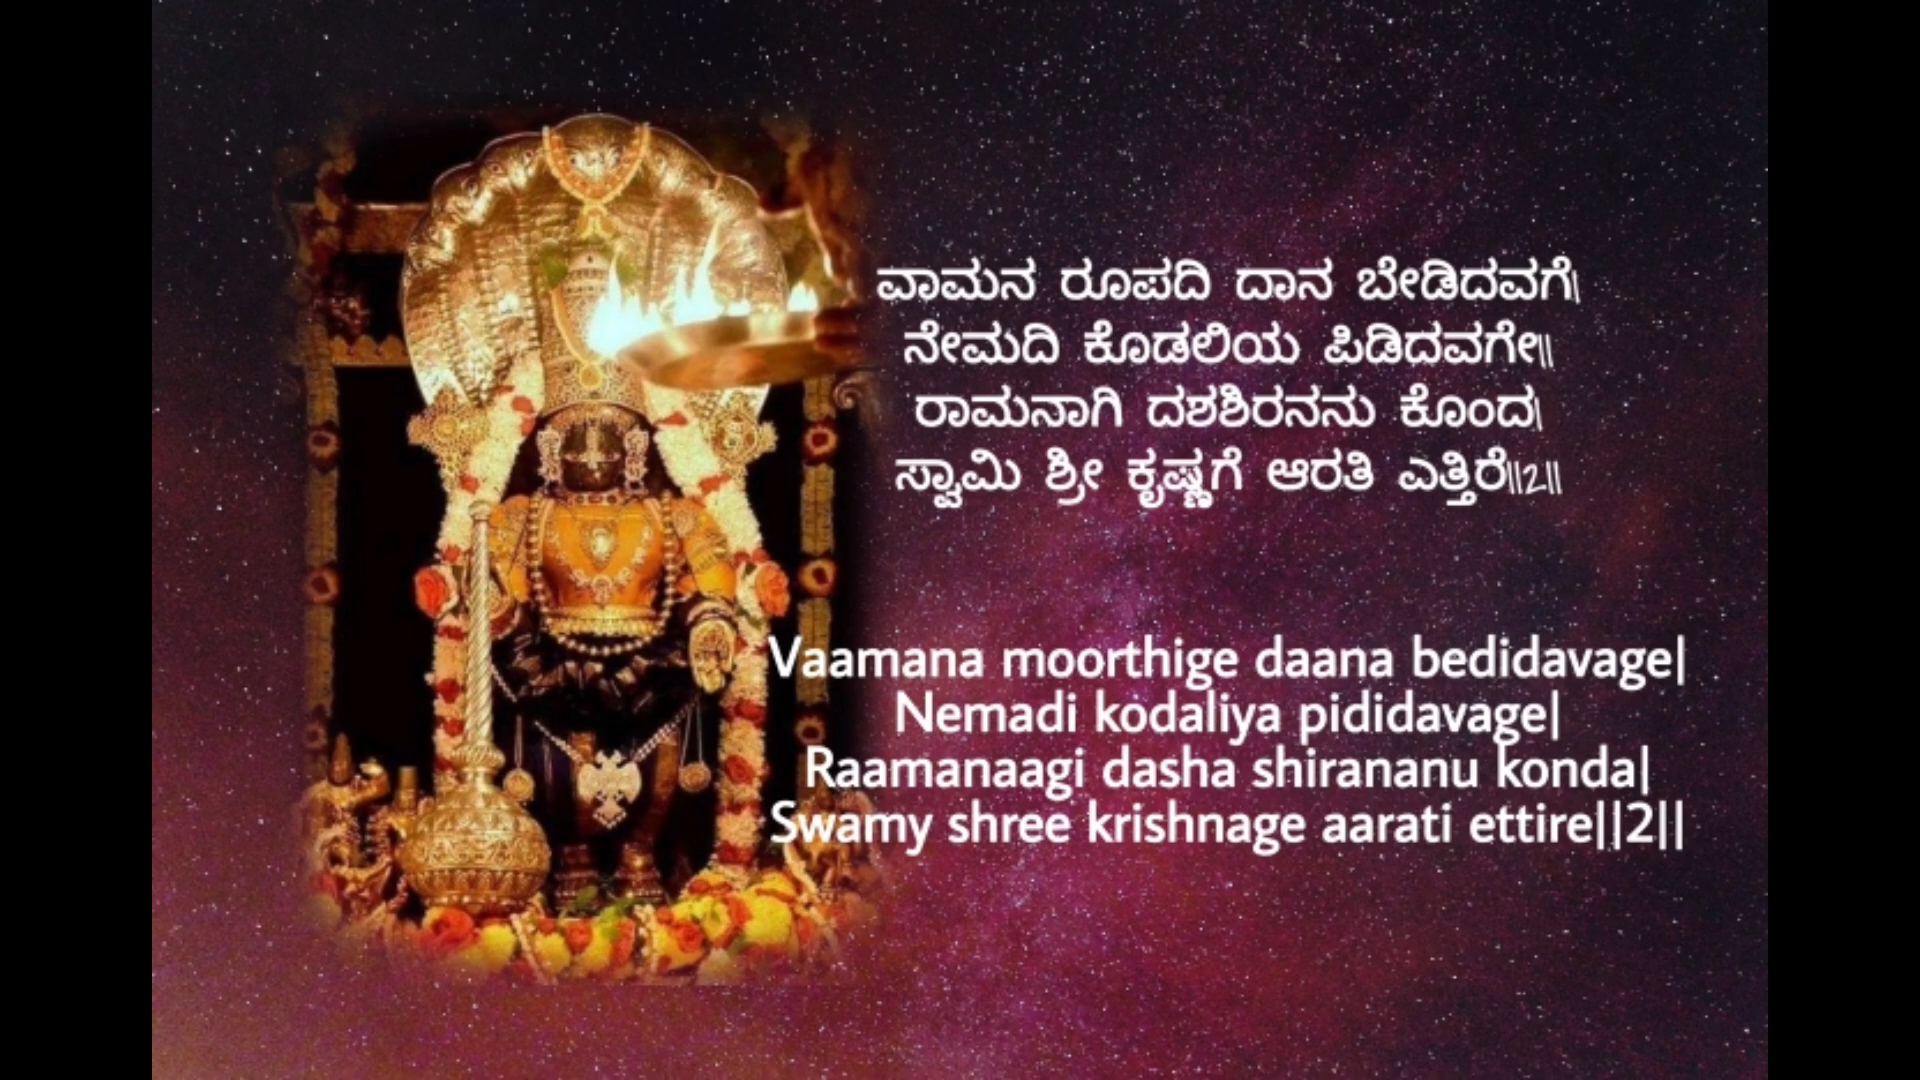 ವಾಮನ ರೂಪದಿ ದಾನ ಬೇಡಿದವಗೆ|
ನೇಮದಿ ಕೊಡಲಿಯ ಪಿಡಿದವಗೇ||
ರಾಮನಾಗಿ ದಶಶಿರನನು ಕೊಂದ|
ಸ್ವಾಮಿ ಶ್ರೀ ಕೃಷ್ಣಗೆ ಆರತಿ ಎತ್ತಿರೆ||2||
Vaamana moorthige daana bedidavage|
Nemadi kodaliya pididavage|
Raamanaagi dasha shirananu konda|
Swamy shree krishnage aarati ettire||2||